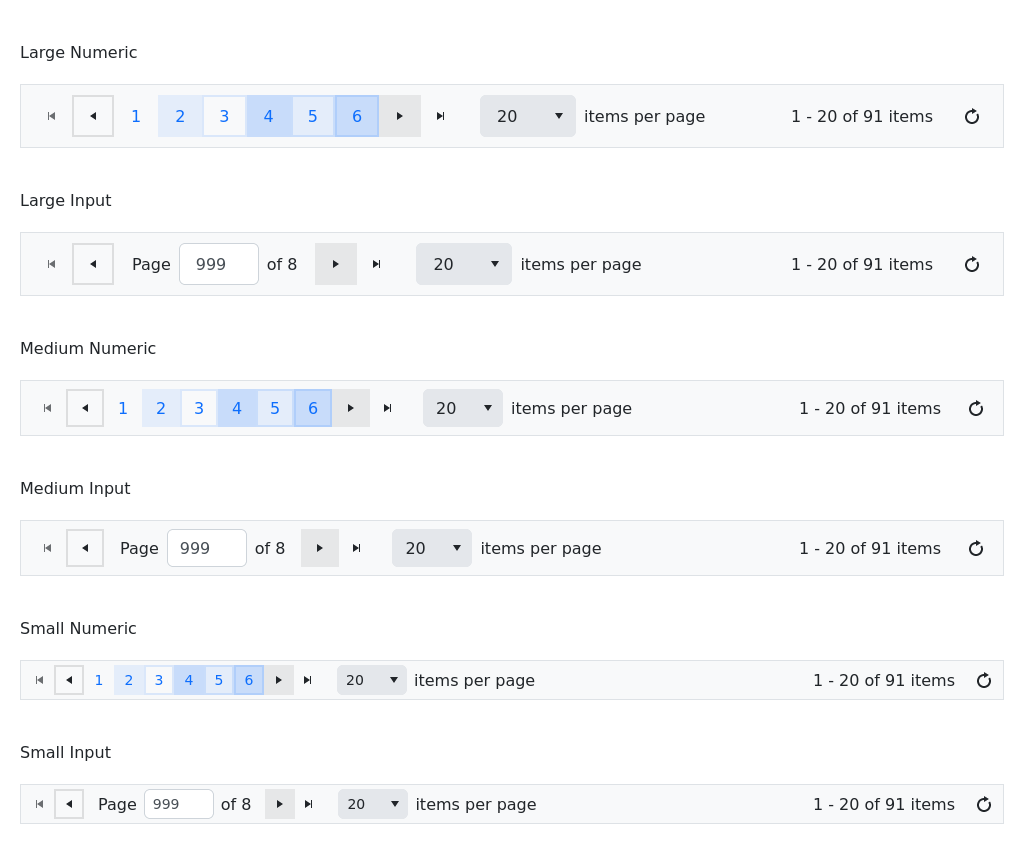 Large Numeric
1 2 3 4 5 6 20 items per page 1 - 20 of 91 items
Large Input
Page 999 of 8 20 items per page 1 - 20 of 91 items
Medium Numeric
1 2 3 4 5 6 20 items per page 1 - 20 of 91 items
Medium Input
Page 999 of 8 20 items per page 1 - 20 of 91 items
Small Numeric
1 2 3 4 5 6 20 items per page 1 - 20 of 91 items
Small Input
Page 999 of 8 20 items per page 1 - 20 of 91 items